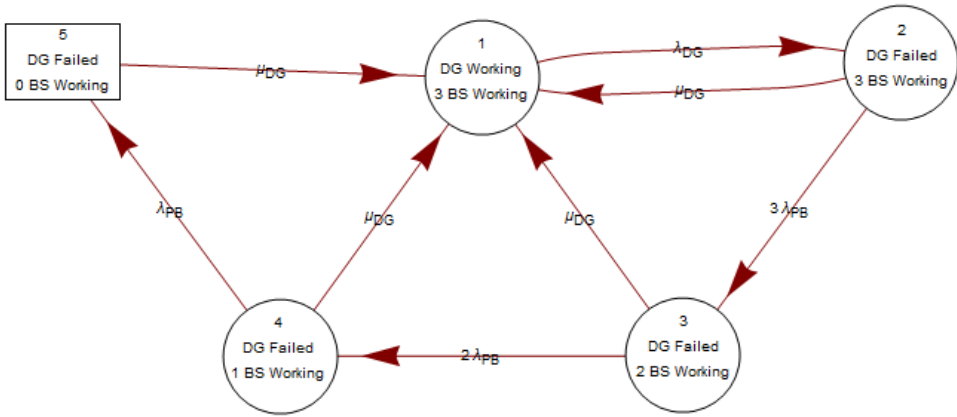 5
DG Failed
0 BS Working
μDG
1
DG Working
3 BS Working
λDG
μDG
2
DG Failed
3 BS Working
λPB
μDG
μDG
3 λPB
4
DG Failed
1 BS Working
2 λPB
3
DG Failed
2 BS Working